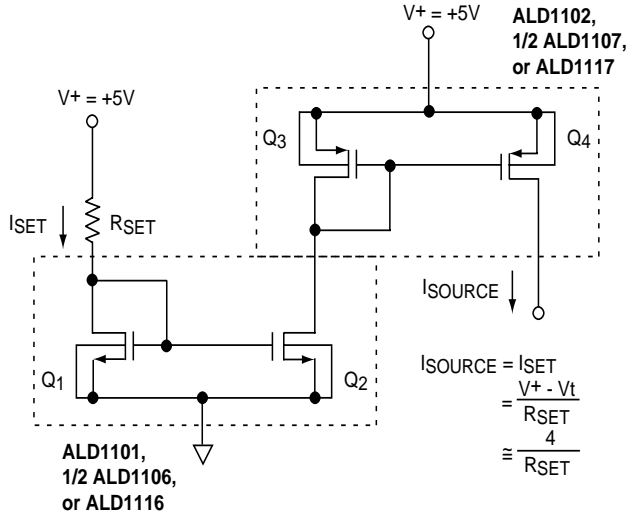 V+ = +5V
ALD1102,
1/2 ALD1107,
or ALD1117
V+ = +5V
Q3
Q4
ISET
RSET
ISOURCE
Q1
Q2
ISOURCE = ISET
= V+ - Vt
RSET
≅ 4
RSET
ALD1101,
1/2 ALD1106,
or ALD1116